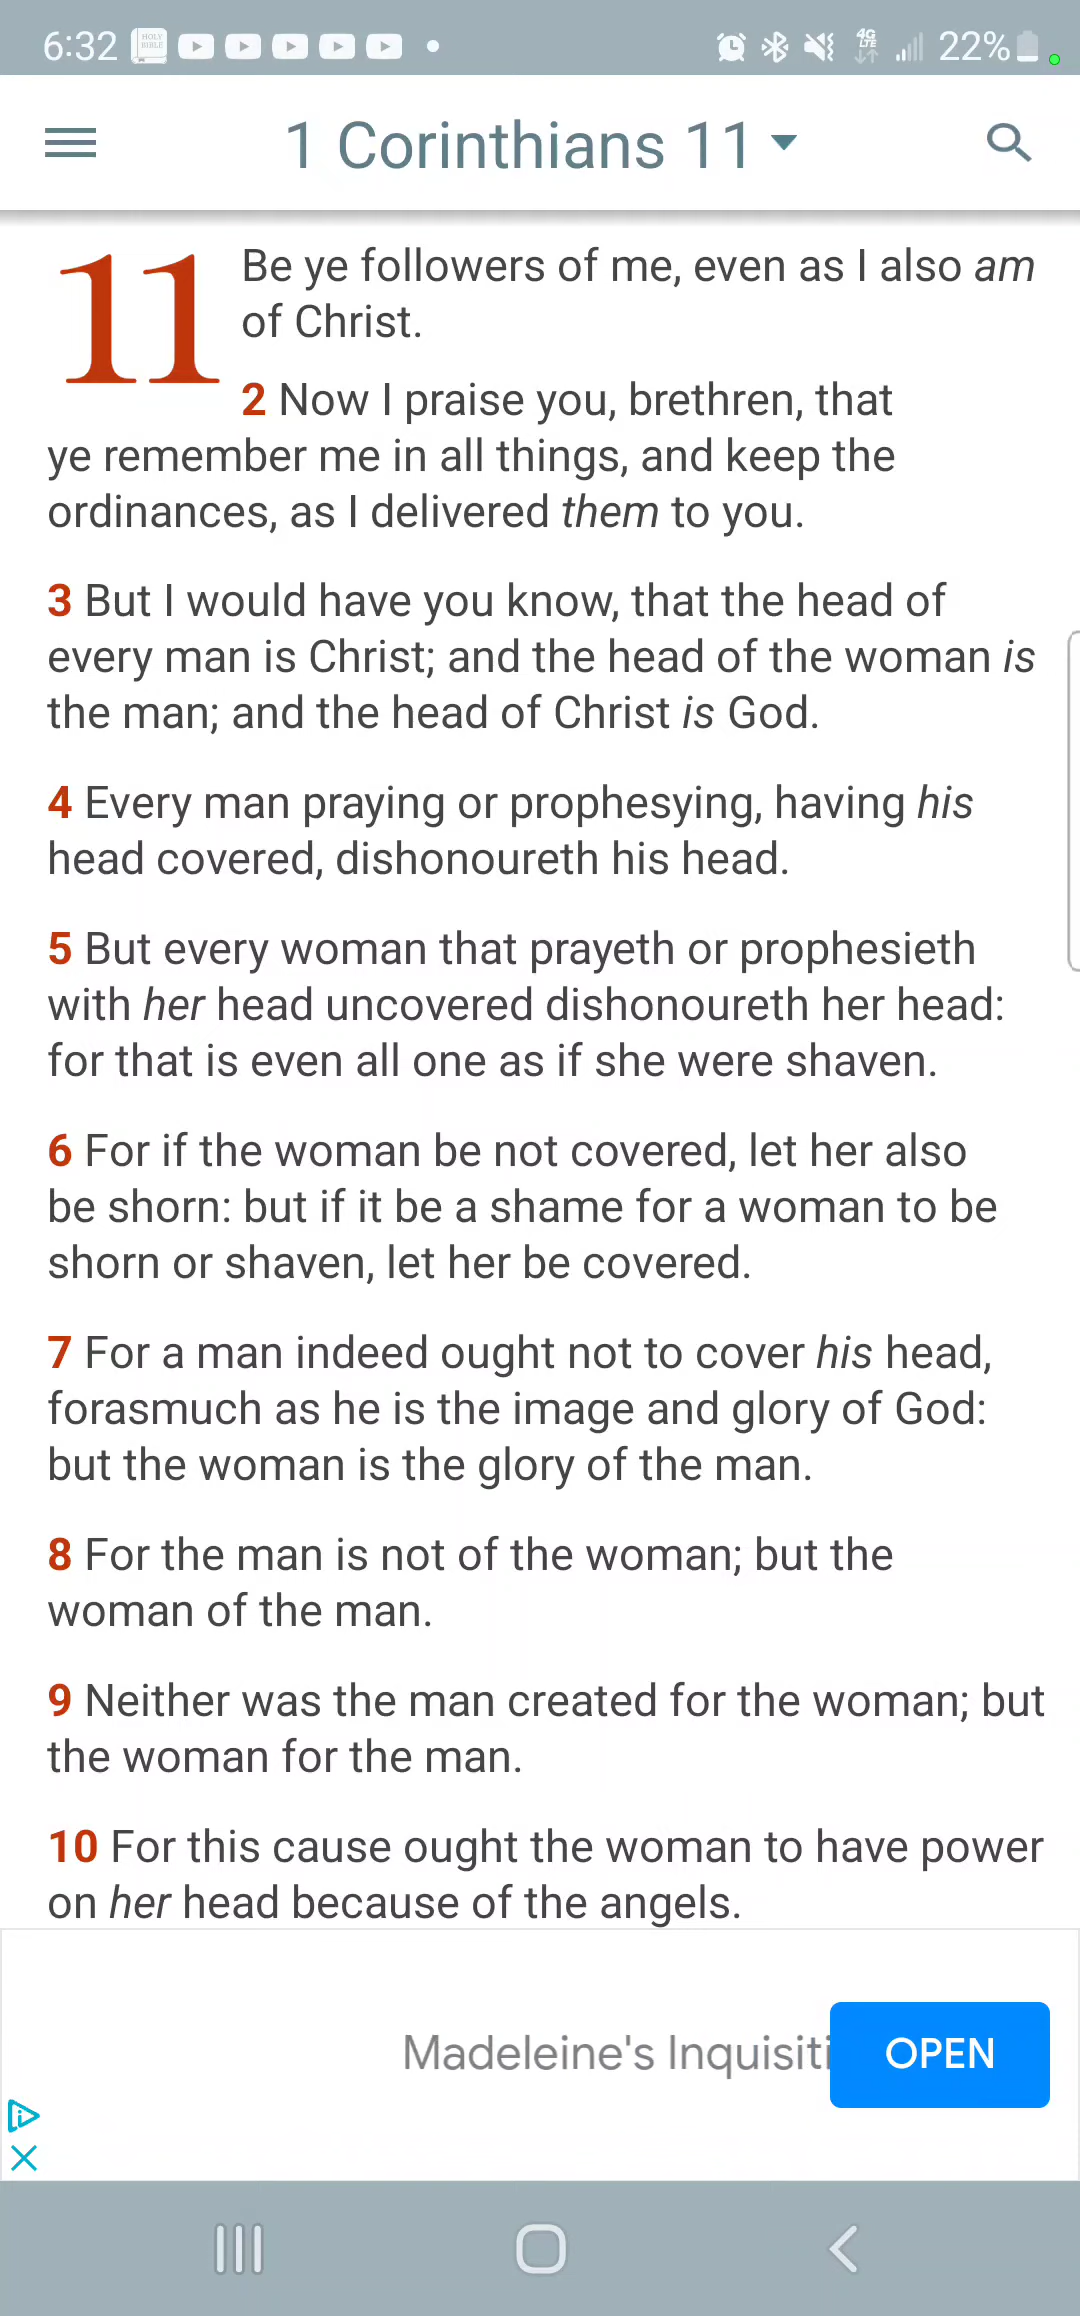 6:32 HOLY BIBLE 4G LTE 22%
1 Corinthians 11
11 Be ye followers of me, even as I also am
of Christ.
2 Now I praise you, brethren, that
ye remember me in all things, and keep the
ordinances, as I delivered them to you.
3 But I would have you know, that the head of
every man is Christ; and the head of the woman is
the man; and the head of Christ is God.
4 Every man praying or prophesying, having his
head covered, dishonoureth his head.
5 But every woman that prayeth or prophesieth
with her head uncovered dishonoureth her head:
for that is even all one as if she were shaven.
6 For if the woman be not covered, let her also
be shorn: but if it be a shame for a woman to be
shorn or shaven, let her be covered.
7 For a man indeed ought not to cover his head,
forasmuch as he is the image and glory of God:
but the woman is the glory of the man.
8 For the man is not of the woman; but the
woman of the man.
9 Neither was the man created for the woman; but
the woman for the man.
10 For this cause ought the woman to have power
on her head because of the angels.
Madeleine's Inquisiti OPEN